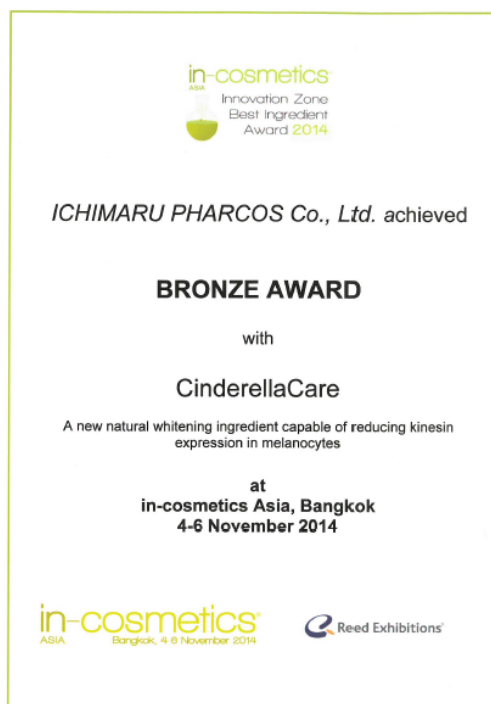 in-cosmetics®
ASIA
Innovation Zone
Best Ingredient
Award 2014
ICHIMARU PHARCOS Co., Ltd. achieved
BRONZE AWARD
with
CinderellaCare
A new natural whitening ingredient capable of reducing kinesin
expression in melanocytes
at
in-cosmetics Asia, Bangkok
4-6 November 2014
in-cosmetics®
ASIA Bangkok, 4-6 November 2014
Reed Exhibitions®